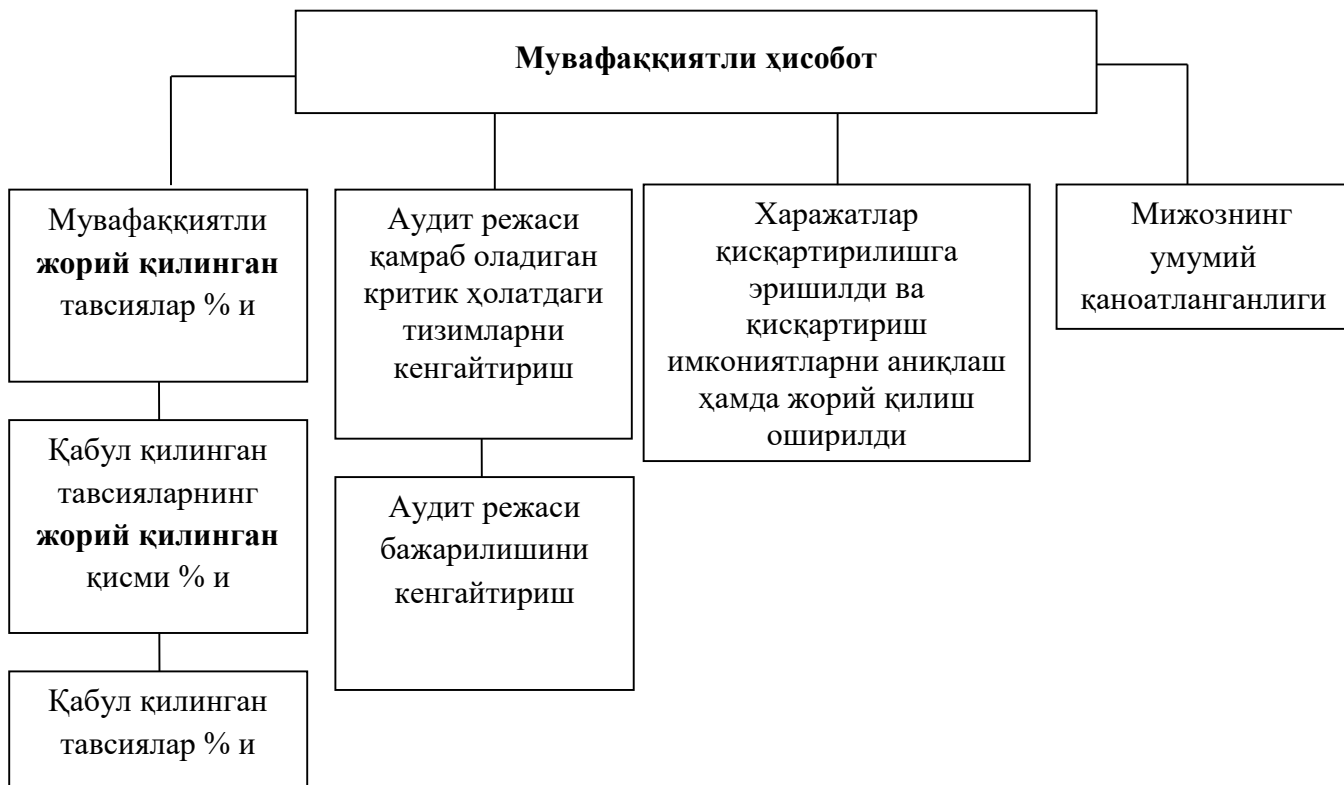 Мувафаққиятли ҳисобот
Мувафаққиятли
жорий қилинган
тавсиялар % и
Қабул қилинган
тавсияларнинг
жорий қилинган
қисми % и
Қабул қилинган
тавсиялар % и
Аудит режаси
қамраб оладиган
критик ҳолатдаги
тизимларни
кенгайтириш
Аудит режаси
бажарилишини
кенгайтириш
Харажатлар
қисқартирилишга
эришилди ва
қисқартириш
имкониятларни аниқлаш
ҳамда жорий қилиш
оширилди
Мижознинг
умумий
қаноатланганлиги